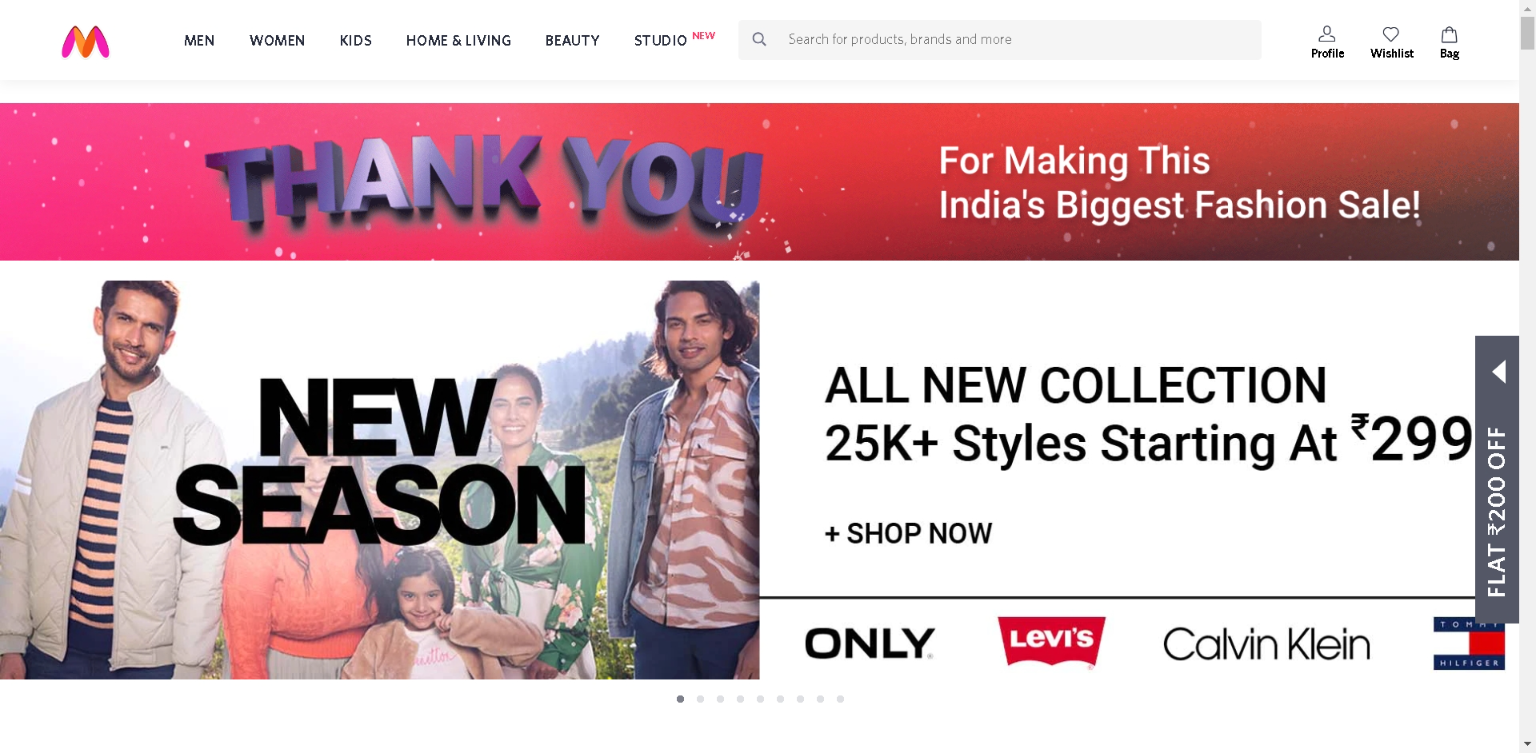 MEN WOMEN KIDS HOME & LIVING BEAUTY STUDIO NEW
Search for products, brands and more
Profile Wishlist Bag
THANK YOU
For Making This
India's Biggest Fashion Sale!
NEW
SEASON
ALL NEW COLLECTION
25K+ Styles Starting At ₹299
+ SHOP NOW
FLAT ₹200 OFF
ONLY
LEVI'S
Calvin Klein
TOMMY
HILFIGER